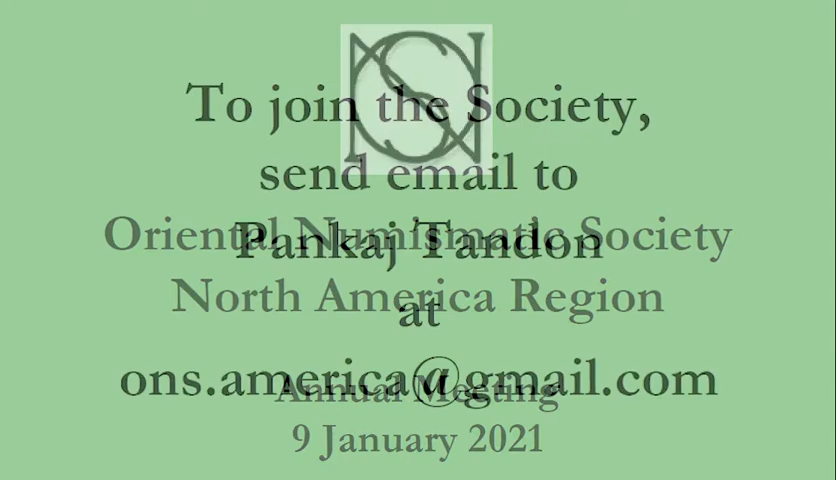 To join the Society,
send email to
Pankaj Tandon
at
ons.america@gmail.com
ONS
Oriental Numismatic Society
North America Region
Annual Meeting
9 January 2021